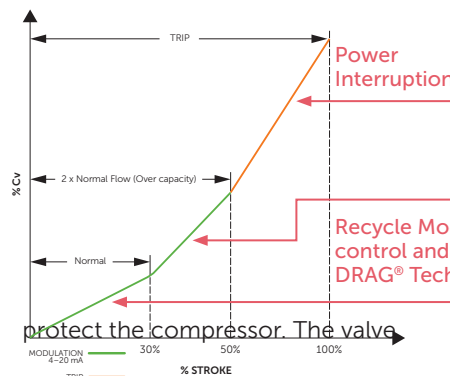 %Cv
TRIP
Power
Interruption
2 x Normal Flow (Over capacity)
Normal
Recycle Mo
control and
DRAG® Tech
protect the compressor. The valve
MODULATION
4–20 mA
30%
50%
100%
TRIP
% STROKE